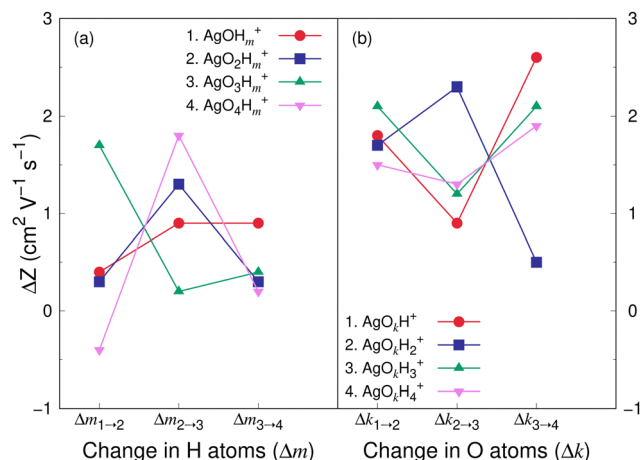 3
2
1
0
−1
ΔZ (cm² V⁻¹ s⁻¹)
(a)
1. AgOHₘ⁺
2. AgO₂Hₘ⁺
3. AgO₃Hₘ⁺
4. AgO₄Hₘ⁺
Δm₁→₂ Δm₂→₃ Δm₃→₄
Change in H atoms (Δm)
(b)
1. AgOₖH⁺
2. AgOₖH₂⁺
3. AgOₖH₃⁺
4. AgOₖH₄⁺
Δk₁→₂ Δk₂→₃ Δk₃→₄
Change in O atoms (Δk)
3
2
1
0
−1